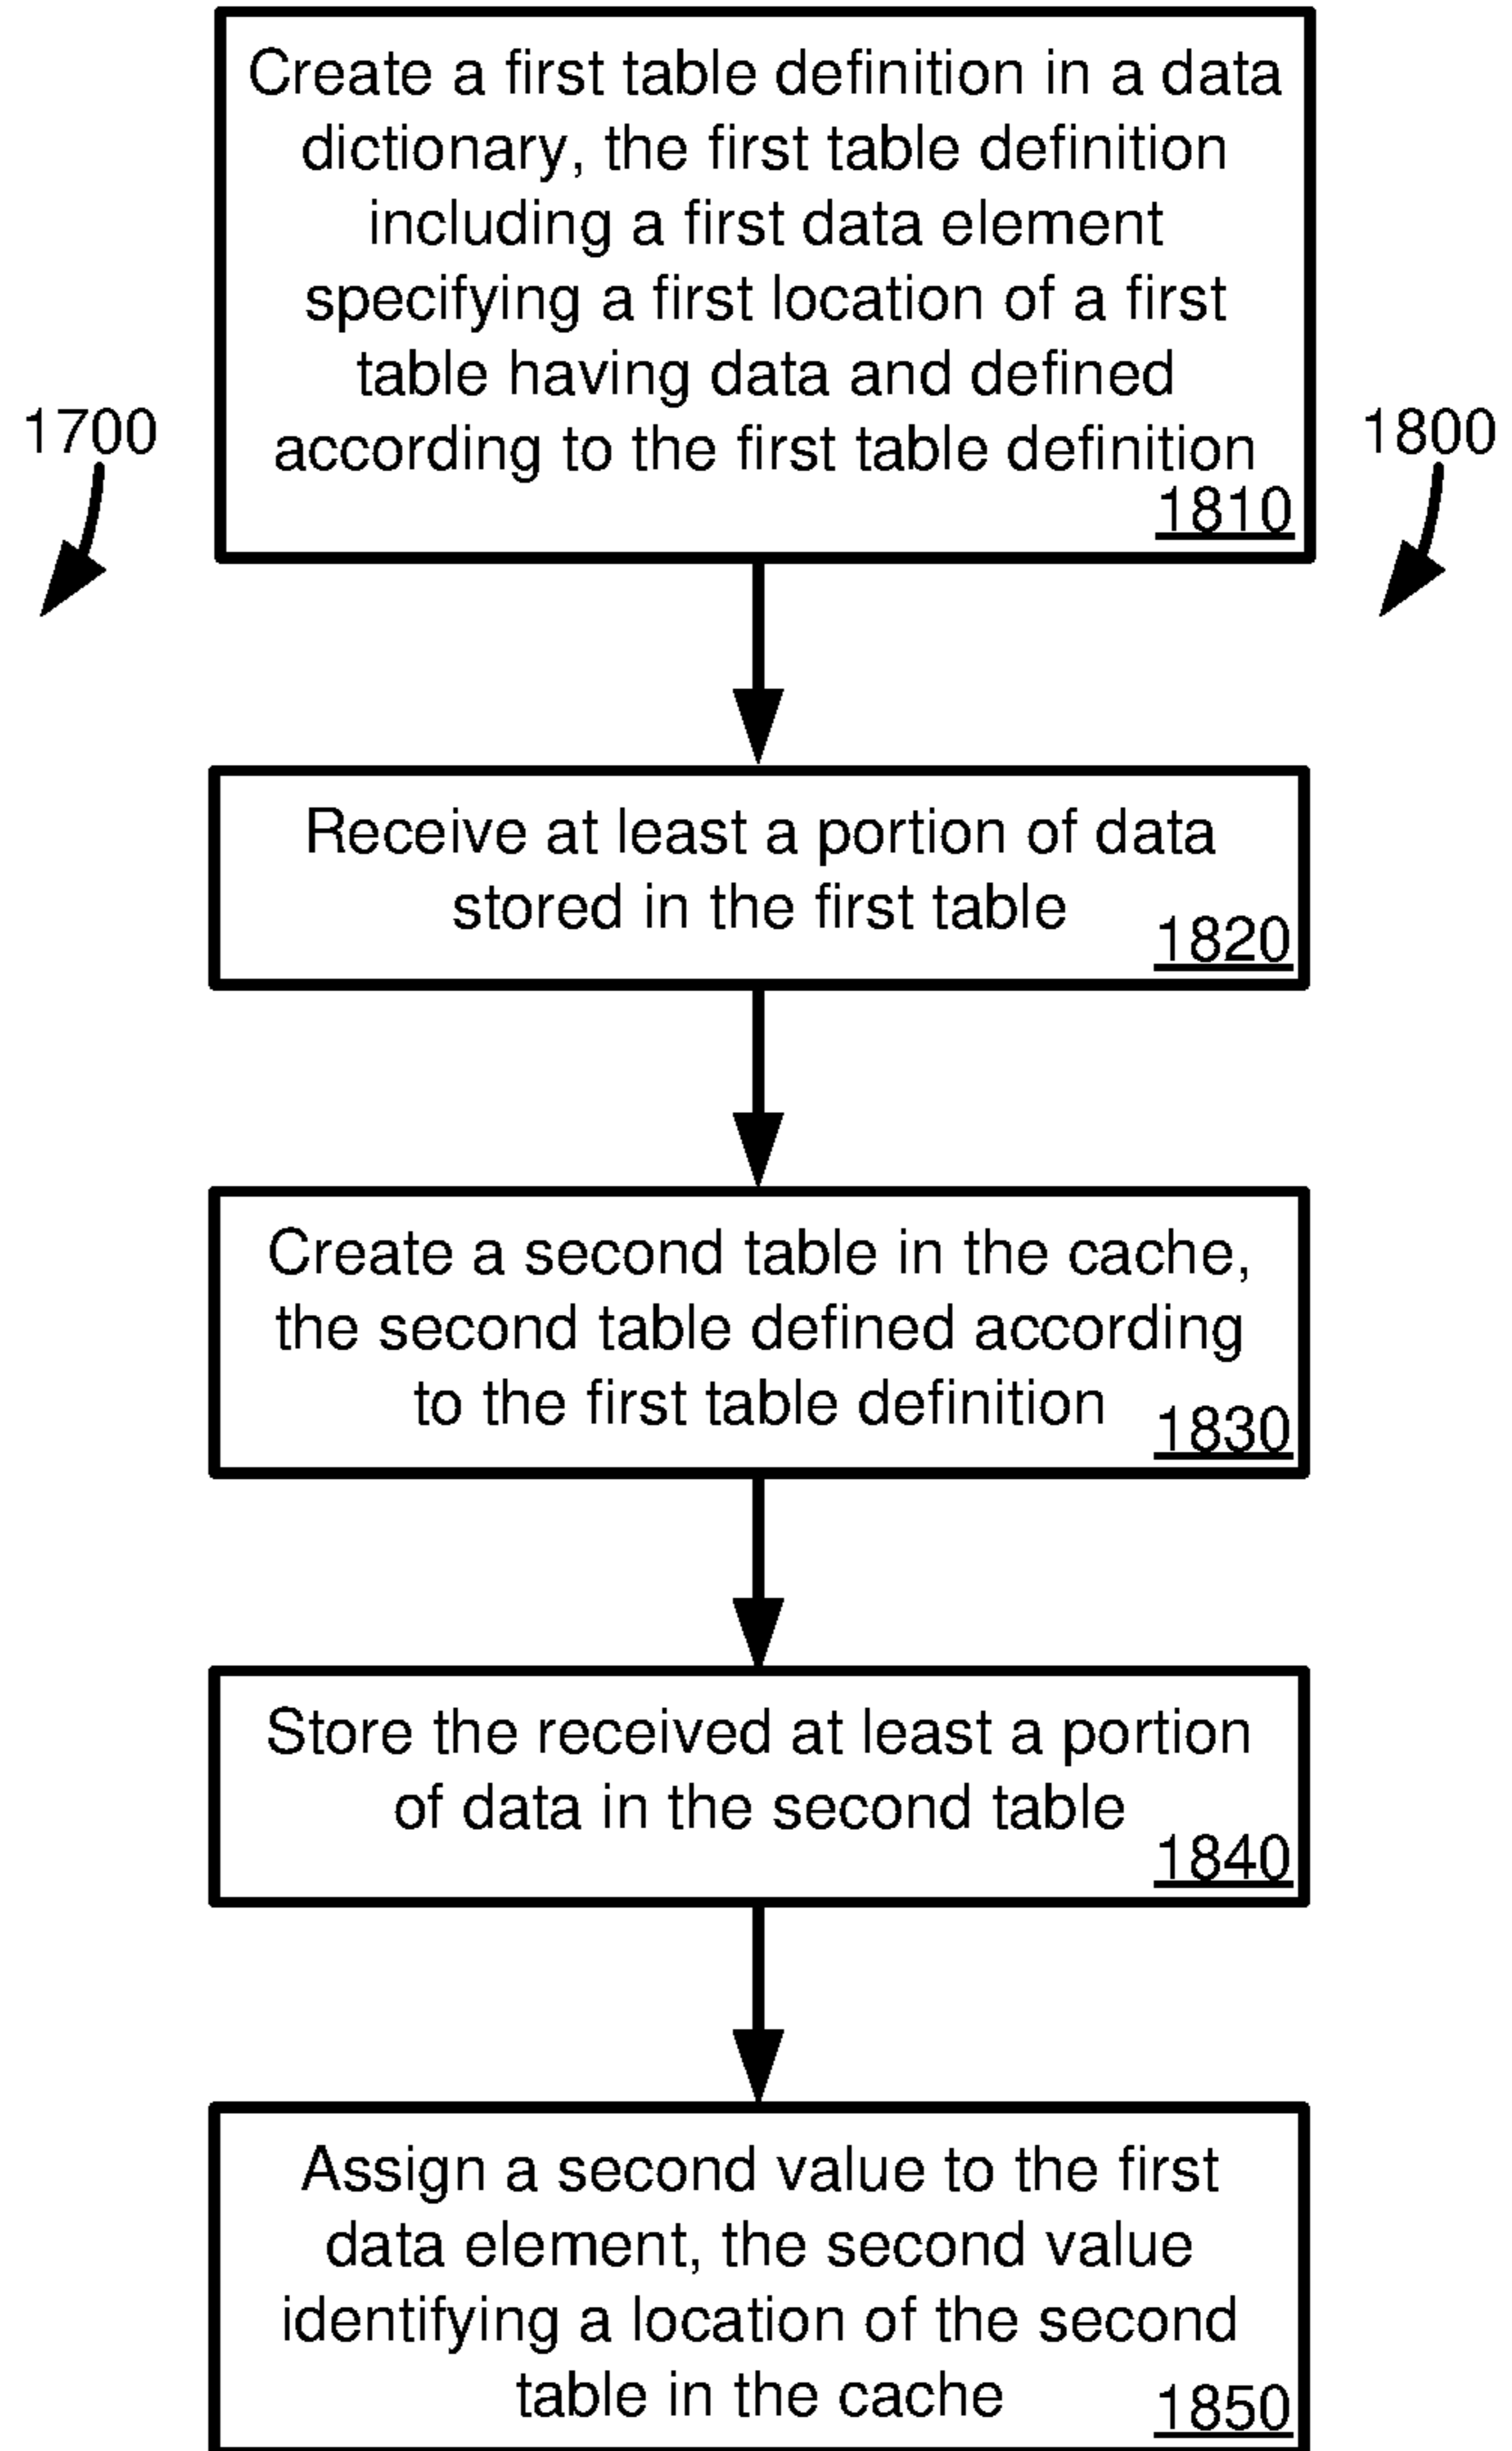 Create a first table definition in a data
dictionary, the first table definition
including a first data element
specifying a first location of a first
table having data and defined
according to the first table definition
1810
1700
1800
Receive at least a portion of data
stored in the first table
1820
Create a second table in the cache,
the second table defined according
to the first table definition
1830
Store the received at least a portion
of data in the second table
1840
Assign a second value to the first
data element, the second value
identifying a location of the second
table in the cache
1850